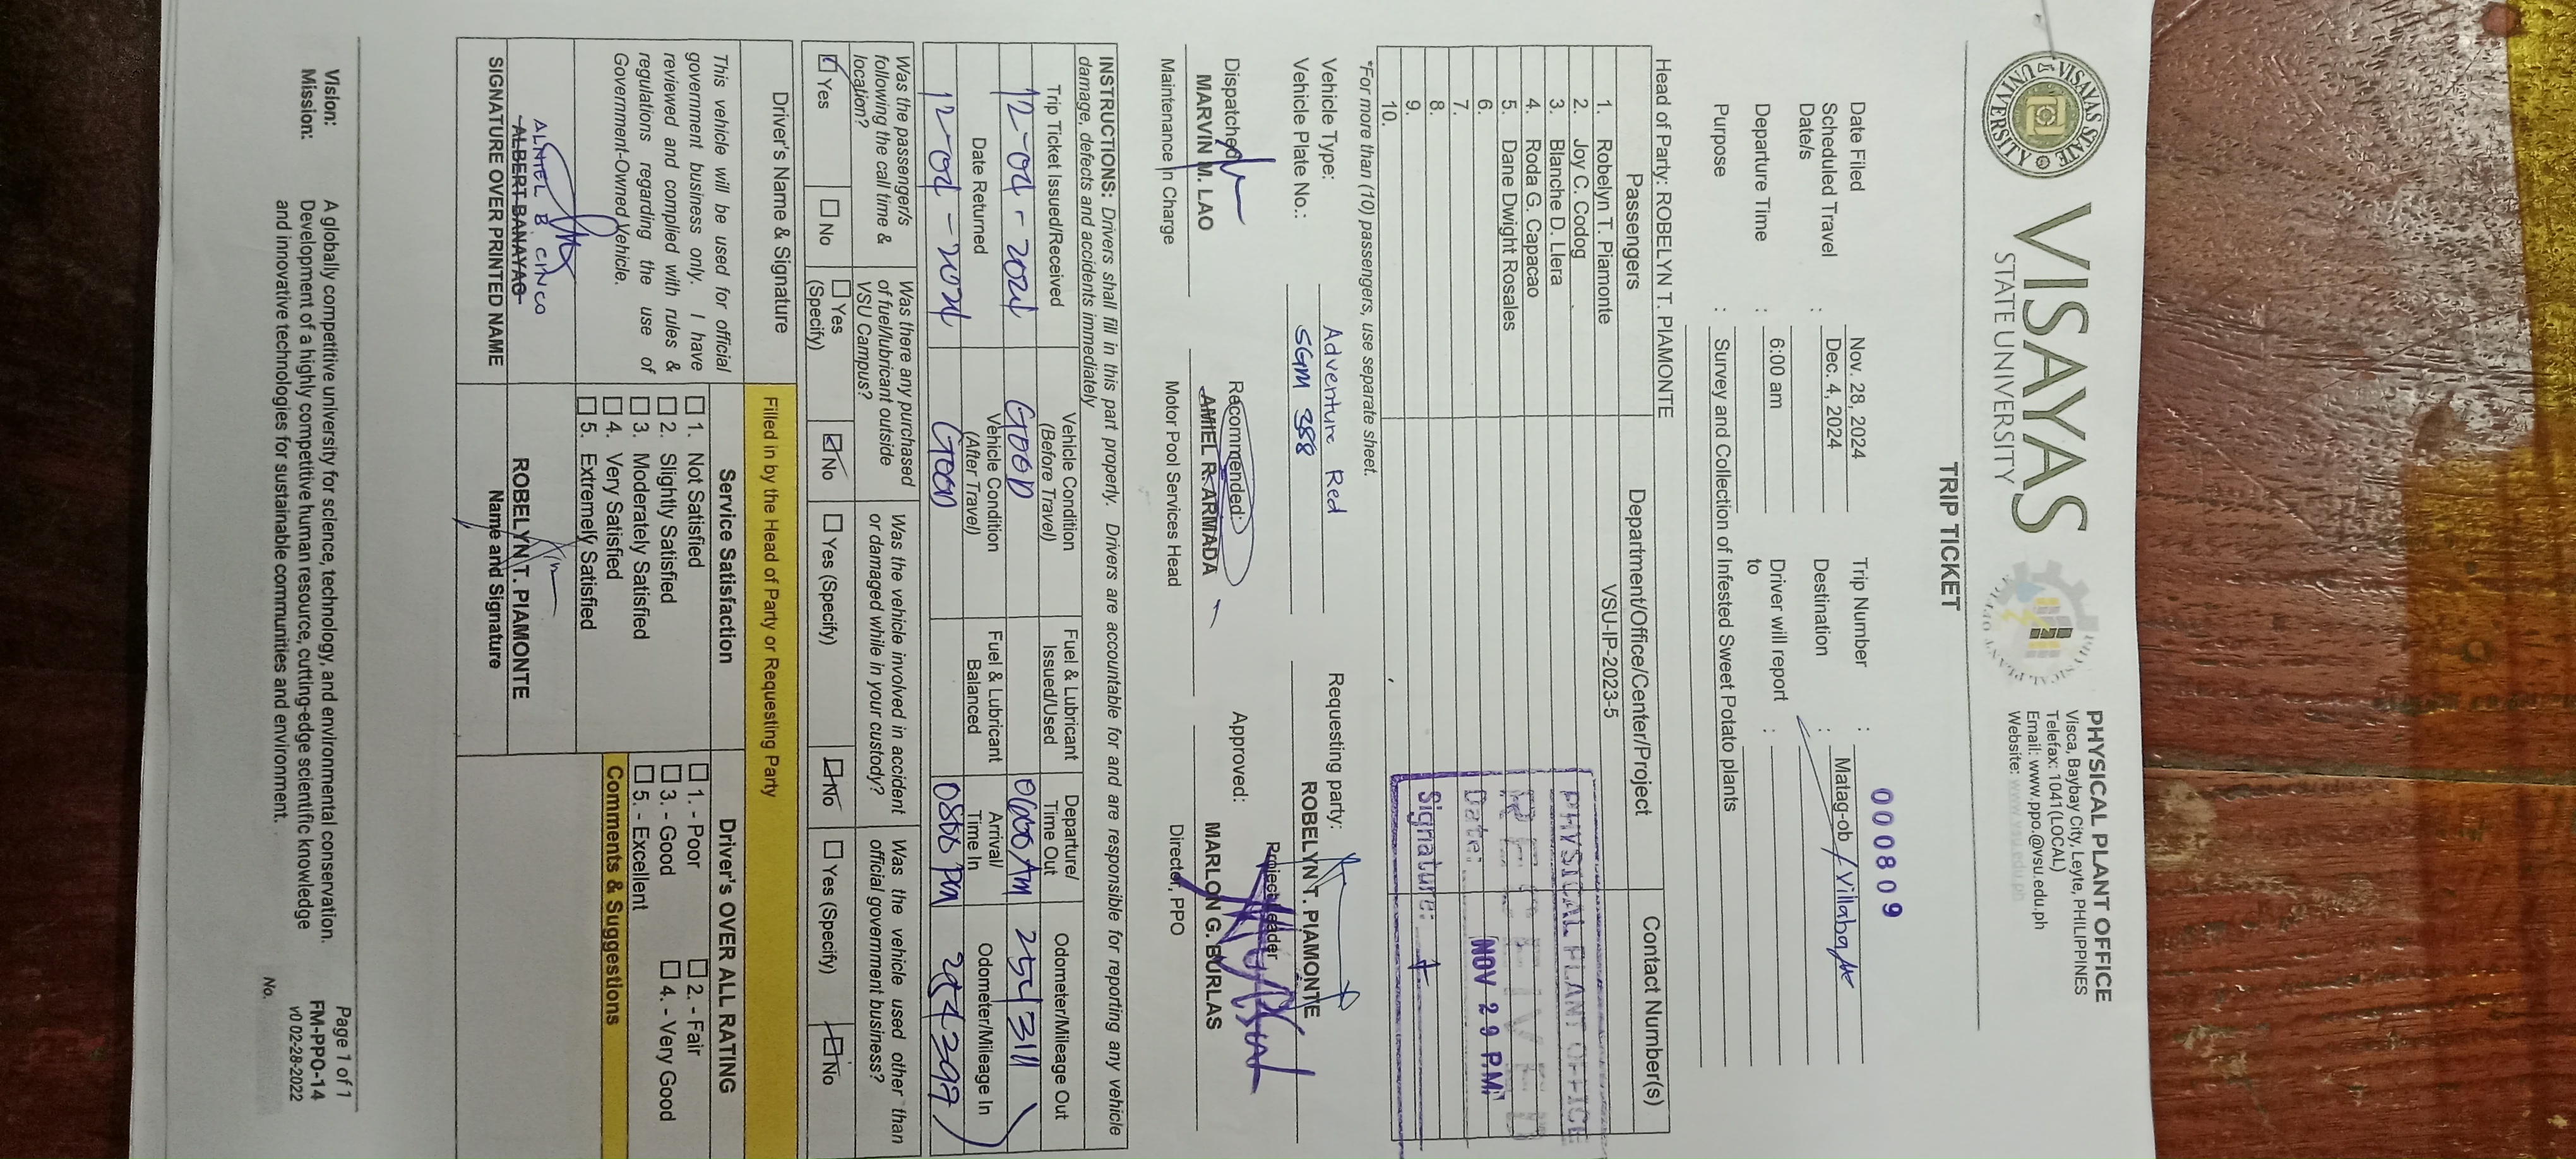 VISAYAS
STATE UNIVERSITY
VISAYAS STATE UNIVERSITY
PHYSICAL PLANT OFFICE
Visca, Baybay City, Leyte, PHILIPPINES
Telefax: 1041(LOCAL)
Email: www.ppo.@vsu.edu.ph
Website: www.vsu.edu.ph
TRIP TICKET
000809
Date Filed : Nov. 28, 2024 Trip Number :
Scheduled Travel Date/s : Dec. 4, 2024 Destination : Matag-ob / Villaba
Departure Time : 6:00 am Driver will report to :
Purpose : Survey and Collection of Infested Sweet Potato plants
Head of Party: ROBELYN T. PIAMONTE
Passengers Department/Office/Center/Project Contact Number(s)
1. Robelyn T. Piamonte VSU-IP-2023-5
2. Joy C. Codog
3. Blanche D. Llera
4. Roda G. Capacao
5. Dane Dwight Rosales
6.
7.
8.
9.
10.
PHYSICAL PLANT OFFICE
RECEIVED
Date: NOV 29 P.M.
Signature:
*For more than (10) passengers, use separate sheet.
Vehicle Type: Adventure Red Requesting party:
Vehicle Plate No.: SGM 388 ROBELYN T. PIAMONTE
Project Leader
Dispatched Recommended: Approved:
MARVIN M. LAO AMIEL R. ARMADA MARLON G. BURLAS
Maintenance In Charge Motor Pool Services Head Director, PPO
INSTRUCTIONS: Drivers shall fill in this part properly. Drivers are accountable for and are responsible for reporting any vehicle
damage, defects and accidents immediately
Trip Ticket Issued/Received Vehicle Condition (Before Travel) Fuel & Lubricant Issued/Used Departure/ Time Out Odometer/Mileage Out
12-04-2024 GOOD 0600 Am
Date Returned Vehicle Condition (After Travel) Fuel & Lubricant Balanced Arrival/ Time In Odometer/Mileage In
12-04-2024 GOOD
Was the passenger/s following the call time & location? Was there any purchased of fuel/lubricant outside VSU Campus? Was the vehicle involved in accident or damaged while in your custody? Was the vehicle used other than official government business?
Yes No Yes (Specify) No Yes (Specify) No Yes (Specify) No
Driver's Name & Signature Filled in by the Head of Party or Requesting Party
Service Satisfaction Driver's OVER ALL RATING
This vehicle will be used for official
government business only. I have
reviewed and complied with rules &
regulations regarding the use of
Government-Owned Vehicle.
1. Not Satisfied
2. Slightly Satisfied
3. Moderately Satisfied
4. Very Satisfied
5. Extremely Satisfied
1. - Poor 2. - Fair
3. - Good 4. - Very Good
5. - Excellent
Comments & Suggestions
ALNIEL B. CINCO
ALBERT BANAYAG
SIGNATURE OVER PRINTED NAME
ROBELYN T. PIAMONTE
Name and Signature
Vision: A globally competitive university for science, technology, and environmental conservation.
Mission: Development of a highly competitive human resource, cutting-edge scientific knowledge
and innovative technologies for sustainable communities and environment.
Page 1 of 1
FM-PPO-14
v0 02-28-2022
No.